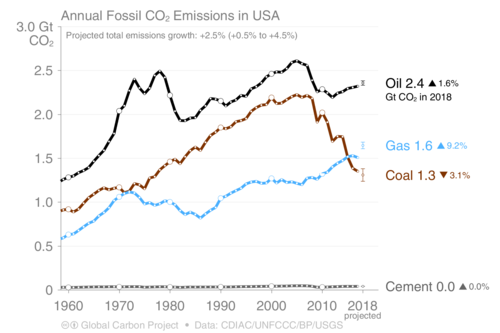 Annual Fossil CO₂ Emissions in USA
3.0 Gt
CO₂
Projected total emissions growth: +2.5% (+0.5% to +4.5%)
2.5
2.0
1.5
1.0
0.5
0
Oil 2.4 ▲1.6%
Gt CO₂ in 2018
Gas 1.6 ▲9.2%
Coal 1.3 ▼3.1%
Cement 0.0 ▲0.0%
1960 1970 1980 1990 2000 2010 2018
projected
Global Carbon Project • Data: CDIAC/UNFCCC/BP/USGS